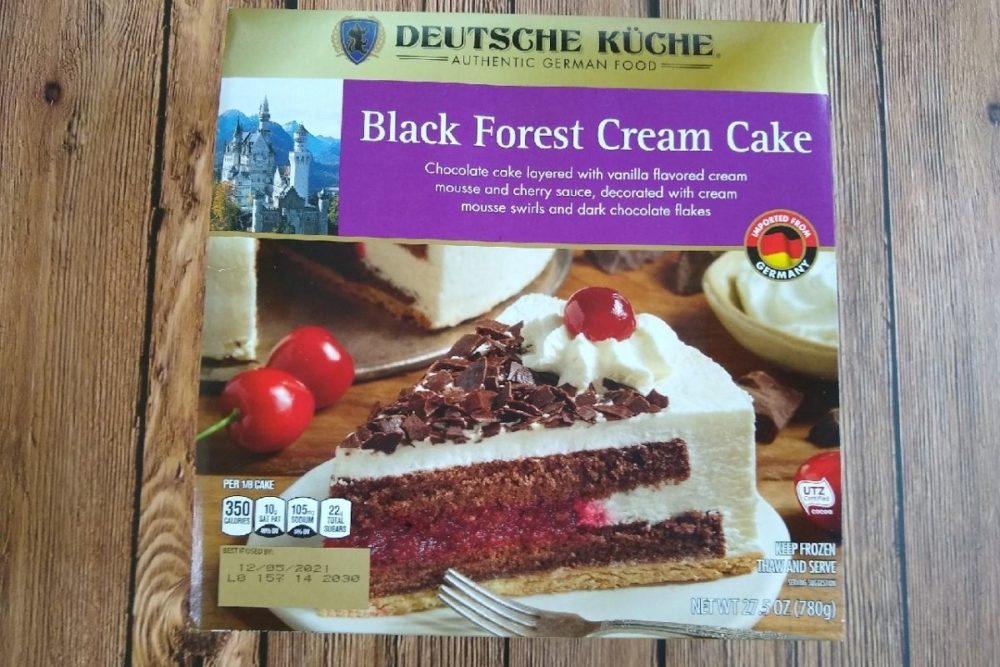 DEUTSCHE KÜCHE®
AUTHENTIC GERMAN FOOD
Black Forest Cream Cake
Chocolate cake layered with vanilla flavored cream
mousse and cherry sauce, decorated with cream
mousse swirls and dark chocolate flakes
IMPORTED FROM
GERMANY
PER 1/8 CAKE
350
CALORIES
10g
SAT FAT
105mg
SODIUM
22g
TOTAL
SUGARS
BEST IF USED BY:
12/05/2021
L8 157 14 2030
UTZ
Certified
cocoa
KEEP FROZEN
THAW AND SERVE
SERVING SUGGESTION
NET WT 27.5 OZ (780g)